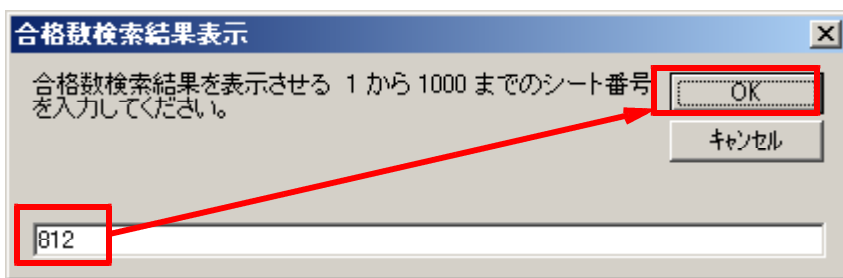 合格数検索結果表示
合格数検索結果を表示させる 1 から 1000 までのシート番号
を入力してください。
OK
キャンセル
812